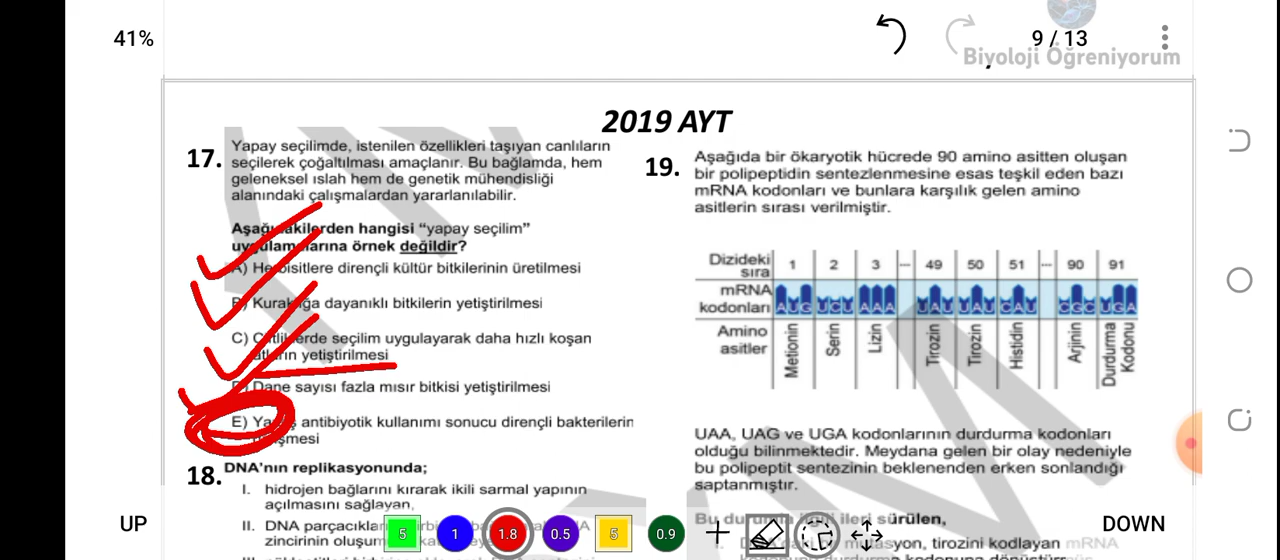 41%
9 / 13
Biyoloji Öğreniyorum
2019 AYT
17. Yapay seçilimde, istenilen özellikleri taşıyan canlıların
seçilerek çoğaltılması amaçlanır. Bu bağlamda, hem
geleneksel ıslah hem de genetik mühendisliği
alanındaki çalışmalardan yararlanılabilir.
Aşağıdakilerden hangisi “yapay seçilim”
uygulamalarına örnek değildir?
A) Herbisitlere dirençli kültür bitkilerinin üretilmesi
B) Kuraklığa dayanıklı bitkilerin yetiştirilmesi
C) Çiftliklerde seçilim uygulayarak daha hızlı koşan
atların yetiştirilmesi
D) Dane sayısı fazla mısır bitkisi yetiştirilmesi
E) antibiyotik kullanımı sonucu dirençli bakterilerin
18. DNA'nın replikasyonunda;
I. hidrojen bağlarını kırarak ikili sarmal yapının
açılmasını sağlayan,
II. DNA
zincirinin
19. Aşağıda bir ökaryotik hücrede 90 amino asitten oluşan
bir polipeptidin sentezlenmesine esas teşkil eden bazı
mRNA kodonları ve bunlara karşılık gelen amino
asitlerin sırası verilmiştir.
Dizideki sıra 1 2 3 ... 49 50 51 ... 90 91
mRNA kodonları AUG UCU AAA UAU UAU CAU CGC UGA
Amino asitler Metionin Serin Lizin Tirozin Tirozin Histidin Arjinin Durdurma Kodonu
UAA, UAG ve UGA kodonlarının durdurma kodonları
olduğu bilinmektedir. Meydana gelen bir olay nedeniyle
bu polipeptit sentezinin beklenenden erken sonlandığı
saptanmıştır.
Bu durumla ilgili ileri sürülen,
mutasyon, tirozini kodlayan mRNA
UP
5
1
1.8
0.5
5
0.9
DOWN